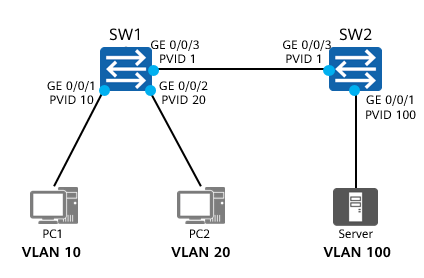 SW1
SW2
GE 0/0/3
PVID 1
GE 0/0/3
PVID 1
GE 0/0/1
PVID 10
GE 0/0/2
PVID 20
GE 0/0/1
PVID 100
PC1
PC2
Server
VLAN 10
VLAN 20
VLAN 100